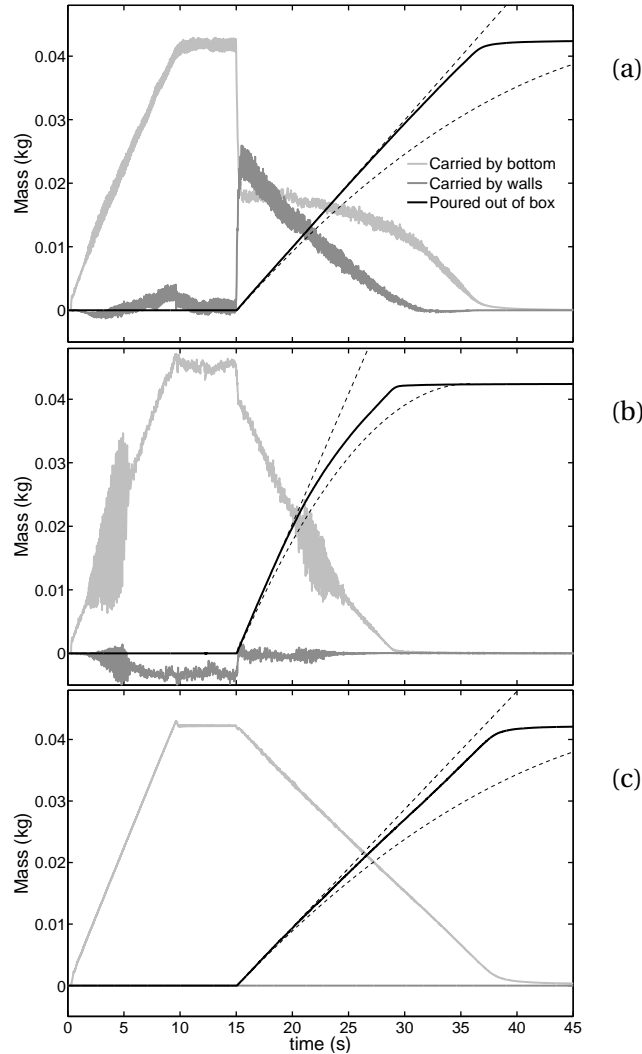 0.04
0.03
0.02
0.01
0
Mass (kg)
Carried by bottom
Carried by walls
Poured out of box
(a)
0.04
0.03
0.02
0.01
0
Mass (kg)
(b)
0.04
0.03
0.02
0.01
0
Mass (kg)
(c)
0 5 10 15 20 25 30 35 40 45
time (s)